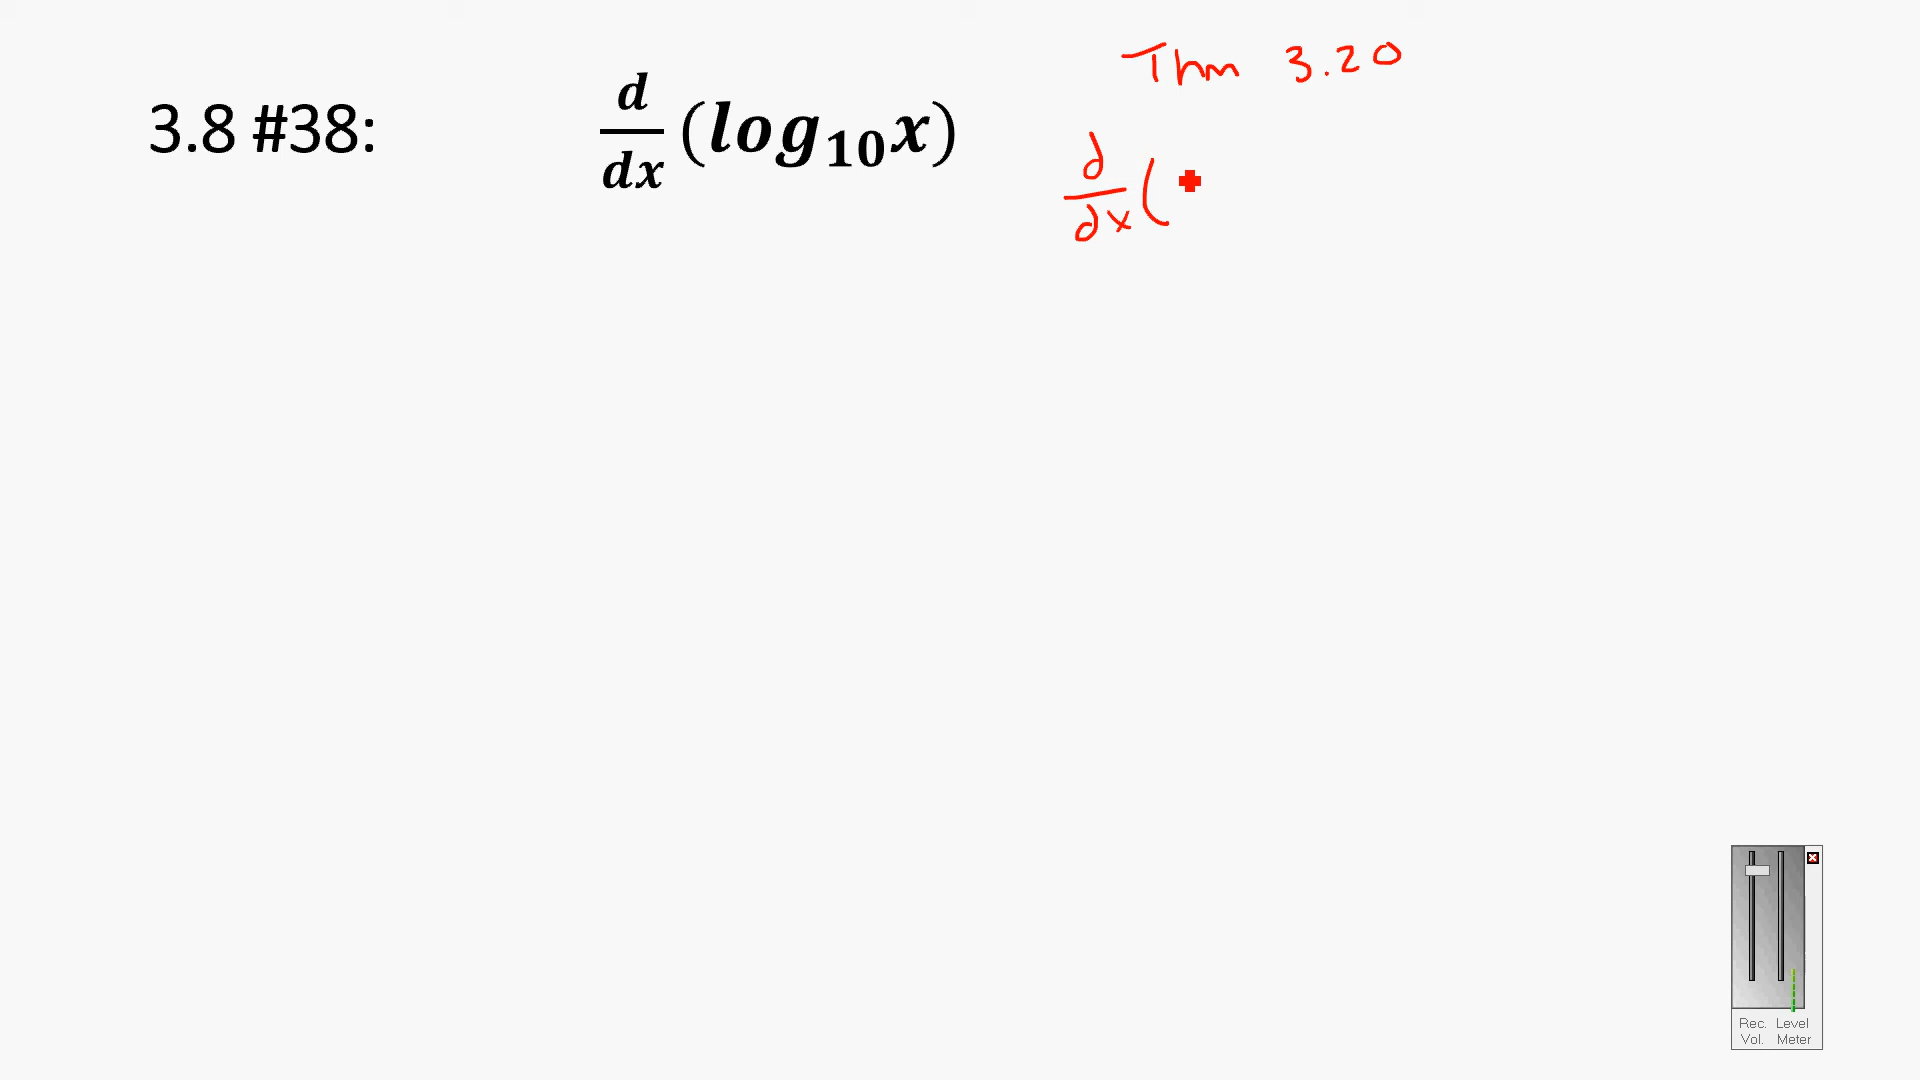 3.8 #38:
d/dx (log₁₀x)
Thm 3.20
d/dx (
Rec. Level
Vol. Meter